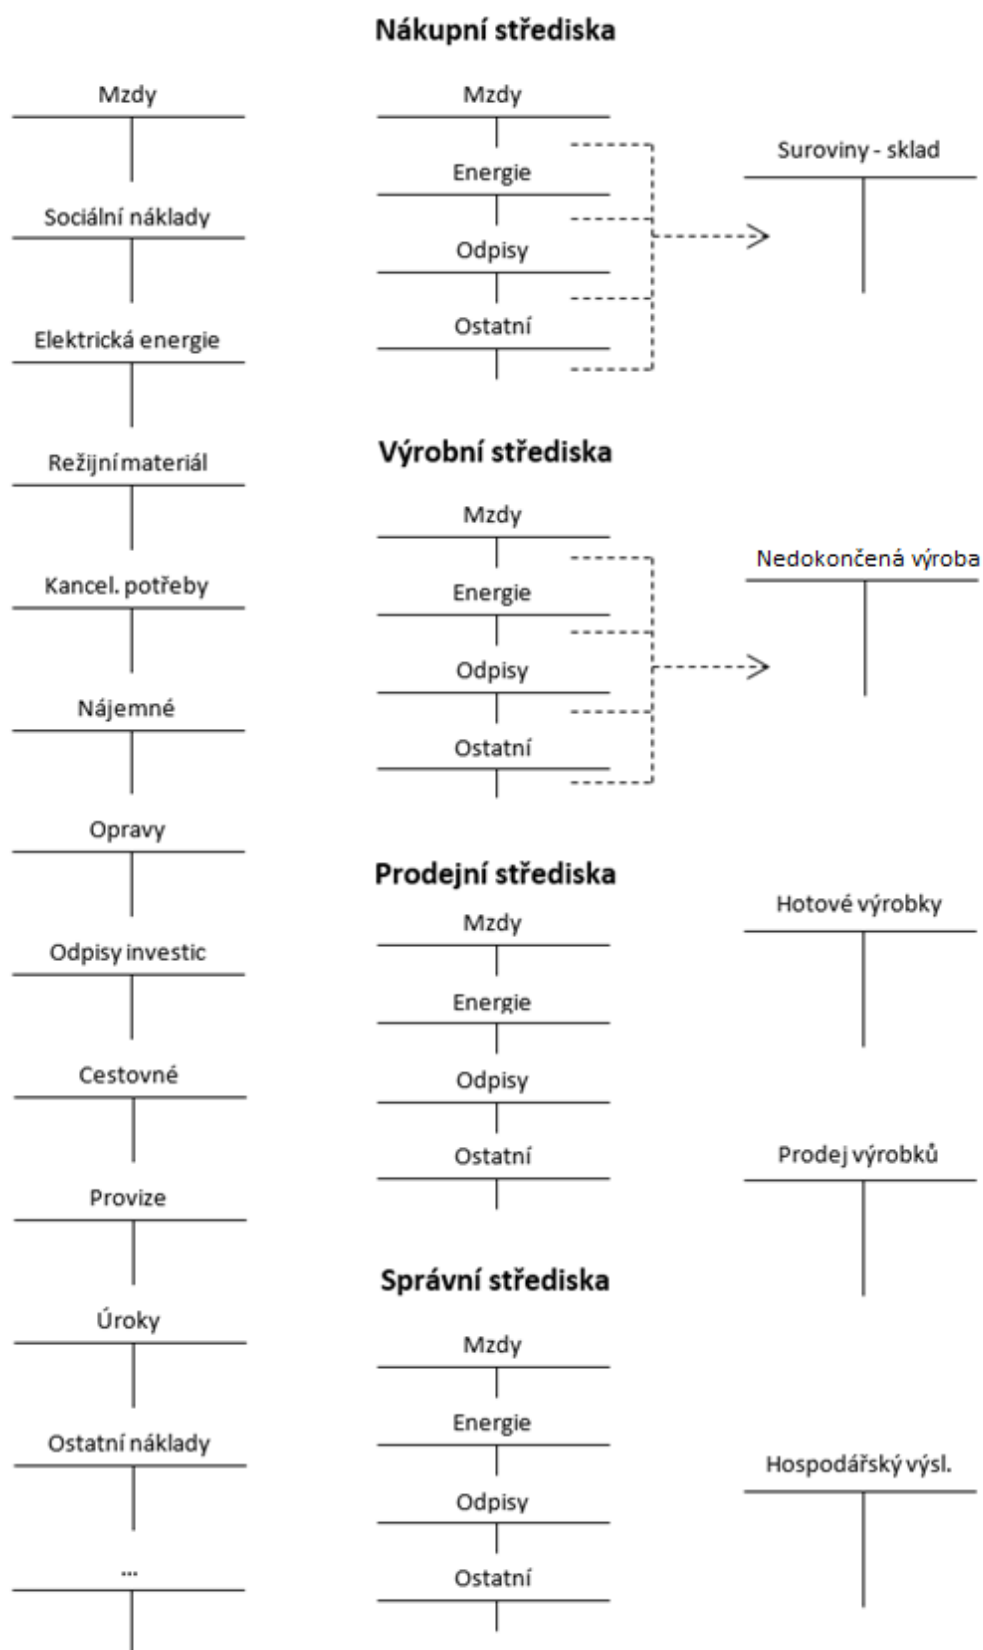 Nákupní střediska
Mzdy
Sociální náklady
Elektrická energie
Režijní materiál
Kancel. potřeby
Nájemné
Opravy
Odpisy investic
Cestovné
Provize
Úroky
Ostatní náklady
...
Mzdy
Energie
Odpisy
Ostatní
Suroviny - sklad
Výrobní střediska
Mzdy
Energie
Odpisy
Ostatní
Nedokončená výroba
Prodejní střediska
Mzdy
Energie
Odpisy
Ostatní
Hotové výrobky
Prodej výrobků
Správní střediska
Mzdy
Energie
Odpisy
Ostatní
Hospodářský výsl.